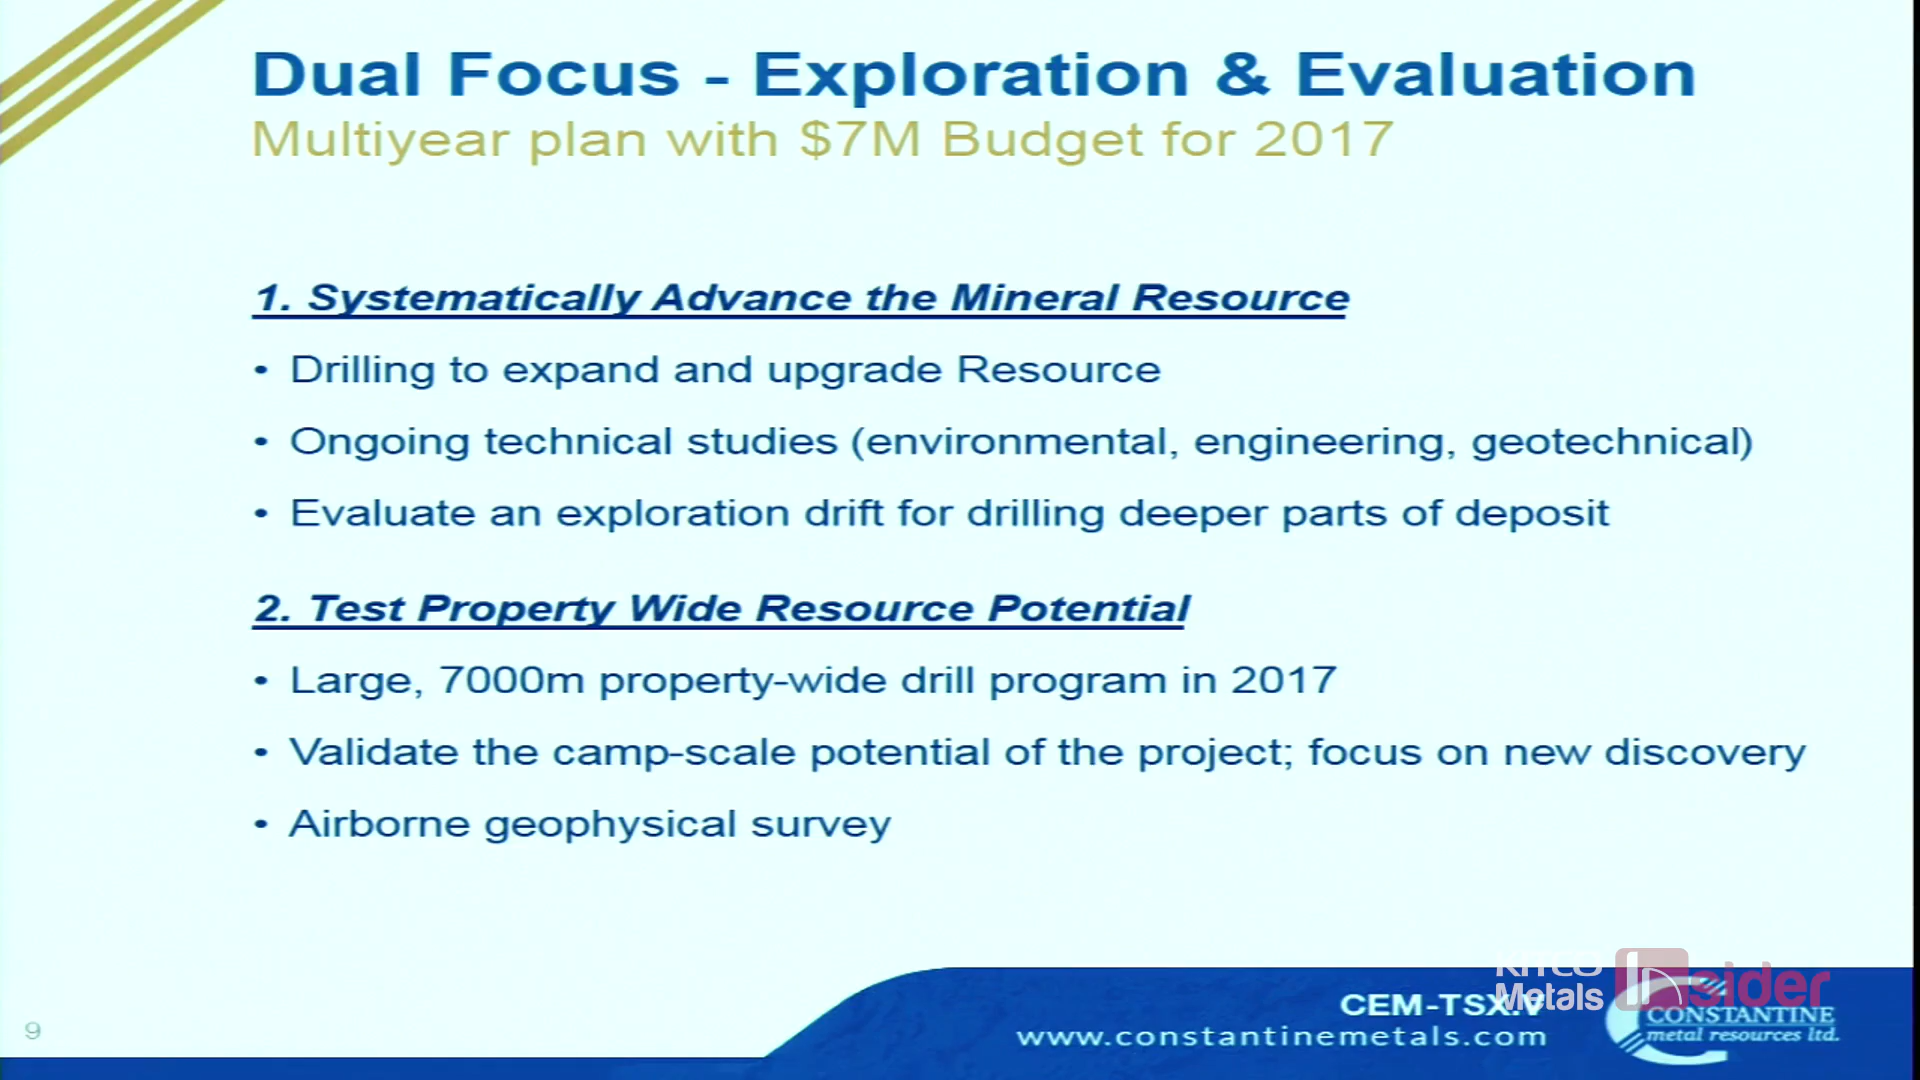 Dual Focus - Exploration & Evaluation
Multiyear plan with $7M Budget for 2017
1. Systematically Advance the Mineral Resource
• Drilling to expand and upgrade Resource
• Ongoing technical studies (environmental, engineering, geotechnical)
• Evaluate an exploration drift for drilling deeper parts of deposit
2. Test Property Wide Resource Potential
• Large, 7000m property-wide drill program in 2017
• Validate the camp-scale potential of the project; focus on new discovery
• Airborne geophysical survey
9
CEM-TSX.V
www.constantinemetals.com
Metals Insider
CONSTANTINE
metal resources ltd.